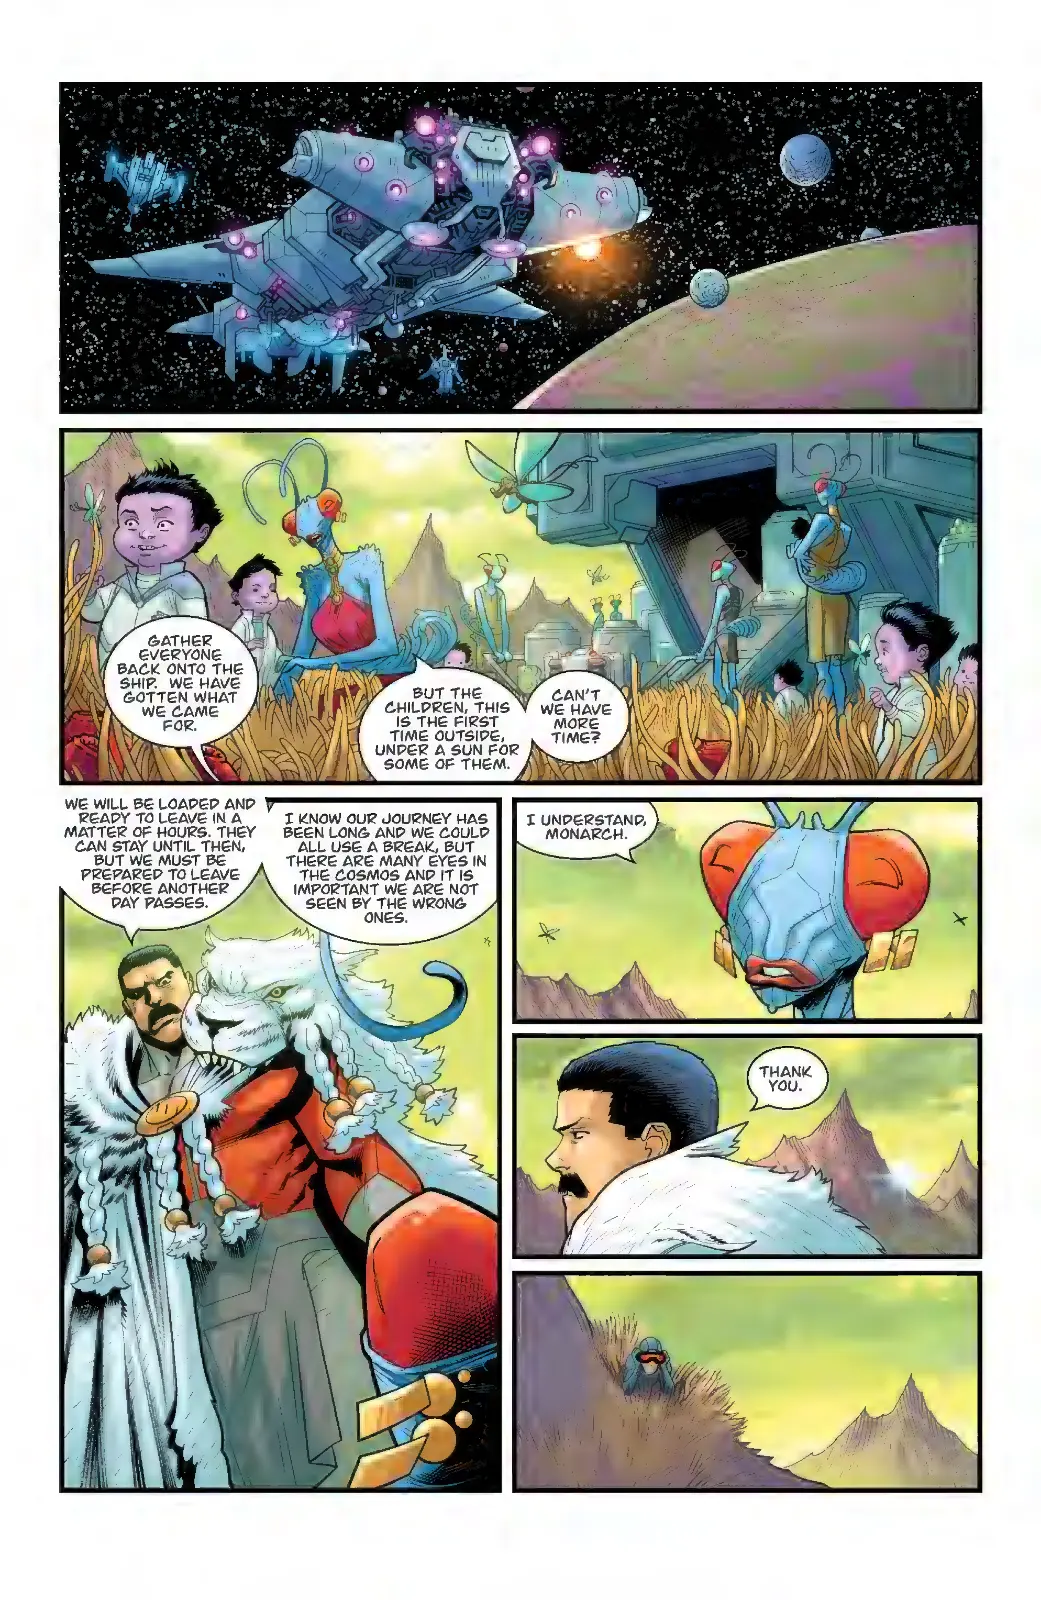 GATHER
EVERYONE
BACK ONTO THE
SHIP. WE HAVE
GOTTEN WHAT
WE CAME
FOR.
BUT THE
CHILDREN, THIS
IS THE FIRST
TIME OUTSIDE,
UNDER A SUN FOR
SOME OF THEM.
CAN'T
WE HAVE
MORE
TIME?
WE WILL BE LOADED AND
READY TO LEAVE IN A
MATTER OF HOURS. THEY
CAN STAY UNTIL THEN,
BUT WE MUST BE
PREPARED TO LEAVE
BEFORE ANOTHER
DAY PASSES.
I KNOW OUR JOURNEY HAS
BEEN LONG AND WE COULD
ALL USE A BREAK, BUT
THERE ARE MANY EYES IN
THE COSMOS AND IT IS
IMPORTANT WE ARE NOT
SEEN BY THE WRONG
ONES.
I UNDERSTAND,
MONARCH.
THANK
YOU.